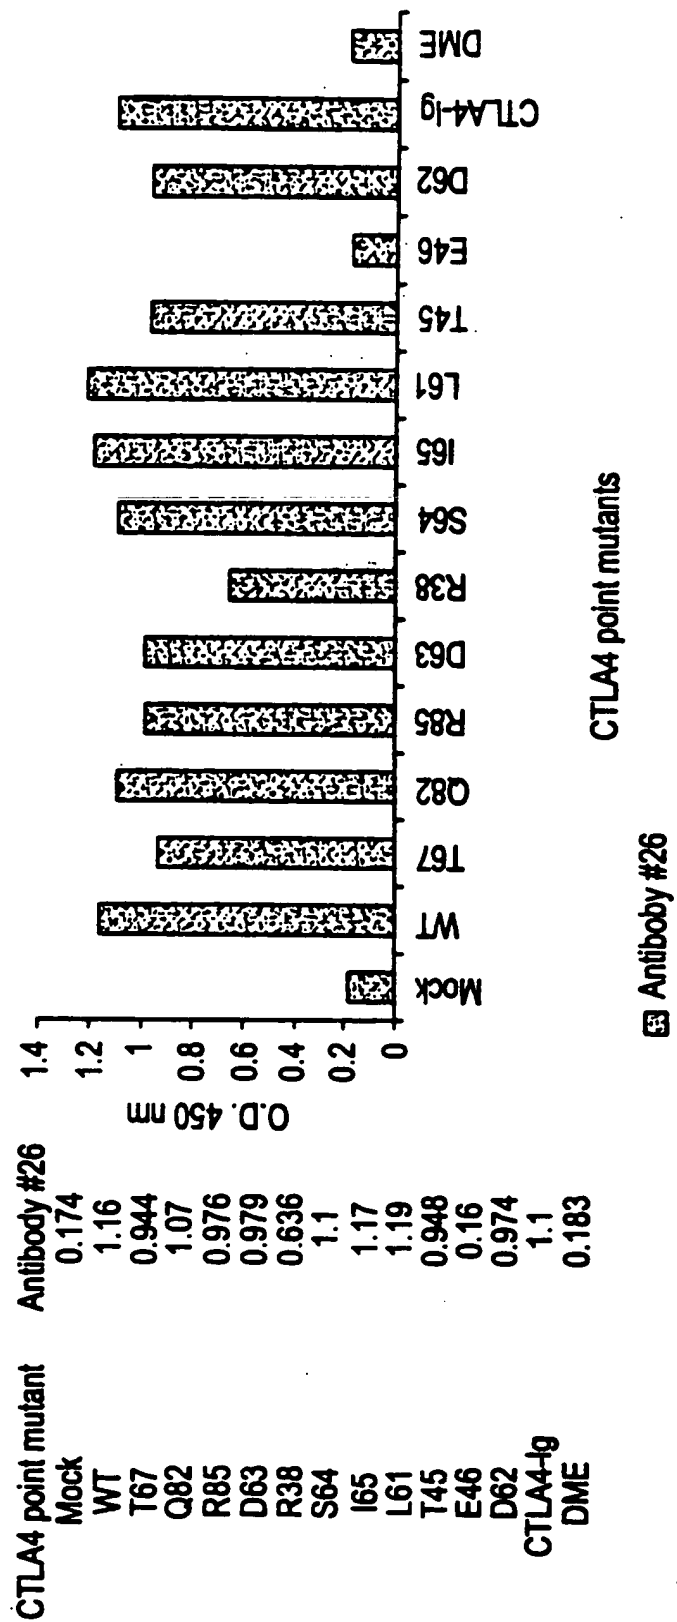 CTLA4 point mutant Antibody #26
Mock 0.174
WT 1.16
T67 0.944
Q82 1.07
R85 0.976
D63 0.979
R38 0.636
S64 1.1
I65 1.17
L61 1.19
T45 0.948
E46 0.16
D62 0.974
CTLA4-Ig 1.1
DME 0.183
O.D. 450 nm
1.4
1.2
1
0.8
0.6
0.4
0.2
0
Mock
WT
T67
Q82
R85
D63
R38
S64
I65
L61
T45
E46
D62
CTLA4-Ig
DME
CTLA4 point mutants
Antiboby #26